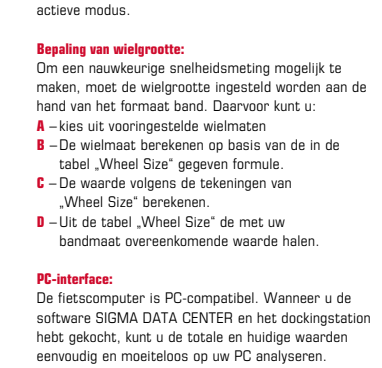 actieve modus.
Bepaling van wielgrootte:
Om een nauwkeurige snelheidsmeting mogelijk te
maken, moet de wielgrootte ingesteld worden aan de
hand van het formaat band. Daarvoor kunt u:
A – kies uit vooringestelde wielmaten
B – De wielmaat berekenen op basis van de in de
tabel „Wheel Size“ gegeven formule.
C – De waarde volgens de tekeningen van
„Wheel Size“ berekenen.
D – Uit de tabel „Wheel Size“ de met uw
bandmaat overeenkomende waarde halen.
PC-interface:
De fietscomputer is PC-compatibel. Wanneer u de
software SIGMA DATA CENTER en het dockingstation
hebt gekocht, kunt u de totale en huidige waarden
eenvoudig en moeiteloos op uw PC analyseren.